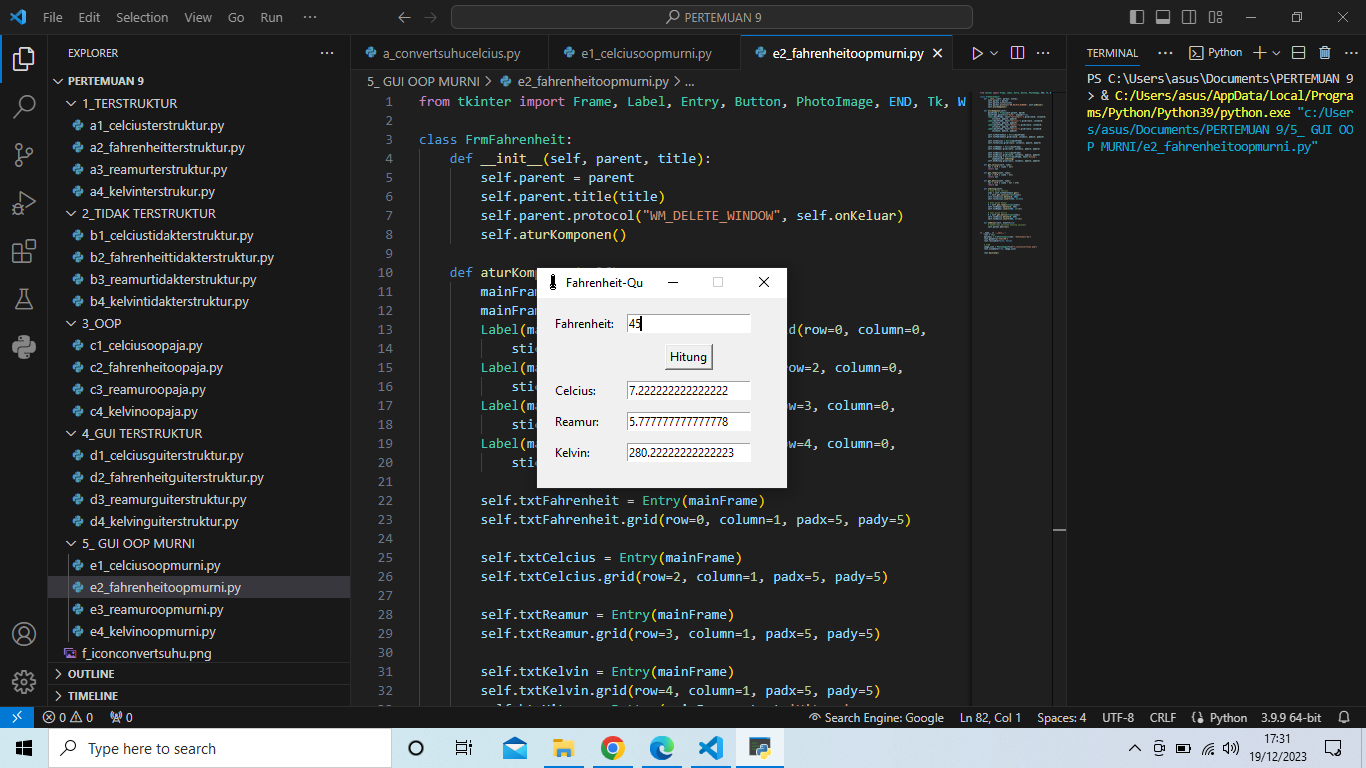 File Edit Selection View Go Run ··· PERTEMUAN 9
EXPLORER ···
PERTEMUAN 9
1_TERSTRUKTUR
a1_celciusterstruktur.py
a2_fahrenheitterstruktur.py
a3_reamurterstruktur.py
a4_kelvinterstrukur.py
2_TIDAK TERSTRUKTUR
b1_celciustidakterstruktur.py
b2_fahrenheittidakterstruktur.py
b3_reamurtidakterstruktur.py
b4_kelvintidakterstruktur.py
3_OOP
c1_celciusoopaja.py
c2_fahrenheitoopaja.py
c3_reamuroopaja.py
c4_kelvinoopaja.py
4_GUI TERSTRUKTUR
d1_celciusguiterstruktur.py
d2_fahrenheitguiterstruktur.py
d3_reamurguiterstruktur.py
d4_kelvinguiterstruktur.py
5_ GUI OOP MURNI
e1_celciusoopmurni.py
e2_fahrenheitoopmurni.py
e3_reamuroopmurni.py
e4_kelvinoopmurni.py
f_iconconvertsuhu.png
OUTLINE
TIMELINE
a_convertsuhucelcius.py e1_celciusoopmurni.py e2_fahrenheitoopmurni.py
5_ GUI OOP MURNI > e2_fahrenheitoopmurni.py > ...
1 from tkinter import Frame, Label, Entry, Button, PhotoImage, END, Tk, W
2
3 class FrmFahrenheit:
4 def __init__(self, parent, title):
5 self.parent = parent
6 self.parent.title(title)
7 self.parent.protocol("WM_DELETE_WINDOW", self.onKeluar)
8 self.aturKomponen()
9
10 def aturKomp
11 mainFram
12 mainFram
13 Label(ma d(row=0, column=0,
14 stic
15 Label(ma row=2, column=0,
16 stic
17 Label(ma row=3, column=0,
18 stic
19 Label(ma row=4, column=0,
20 stic
21
22 self.txtFahrenheit = Entry(mainFrame)
23 self.txtFahrenheit.grid(row=0, column=1, padx=5, pady=5)
24
25 self.txtCelcius = Entry(mainFrame)
26 self.txtCelcius.grid(row=2, column=1, padx=5, pady=5)
27
28 self.txtReamur = Entry(mainFrame)
29 self.txtReamur.grid(row=3, column=1, padx=5, pady=5)
30
31 self.txtKelvin = Entry(mainFrame)
32 self.txtKelvin.grid(row=4, column=1, padx=5, pady=5)
Fahrenheit-Qu
Fahrenheit: 45
Hitung
Celcius: 7.222222222222222
Reamur: 5.777777777777778
Kelvin: 280.22222222222223
TERMINAL ··· Python
PS C:\Users\asus\Documents\PERTEMUAN 9
> & C:/Users/asus/AppData/Local/Progra
ms/Python/Python39/python.exe "c:/User
s/asus/Documents/PERTEMUAN 9/5_ GUI OO
P MURNI/e2_fahrenheitoopmurni.py"
0 0 0 Search Engine: Google Ln 82, Col 1 Spaces: 4 UTF-8 CRLF Python 3.9.9 64-bit
Type here to search
17:31
19/12/2023